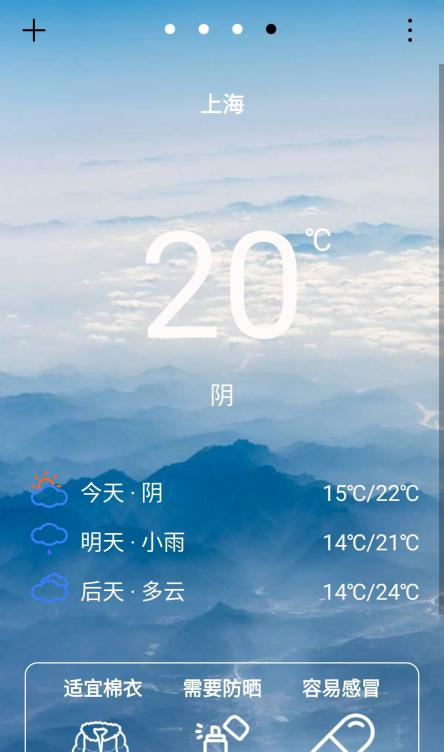 上海
20℃
阴
今天 · 阴 15℃/22℃
明天 · 小雨 14℃/21℃
后天 · 多云 14℃/24℃
适宜棉衣 需要防晒 容易感冒